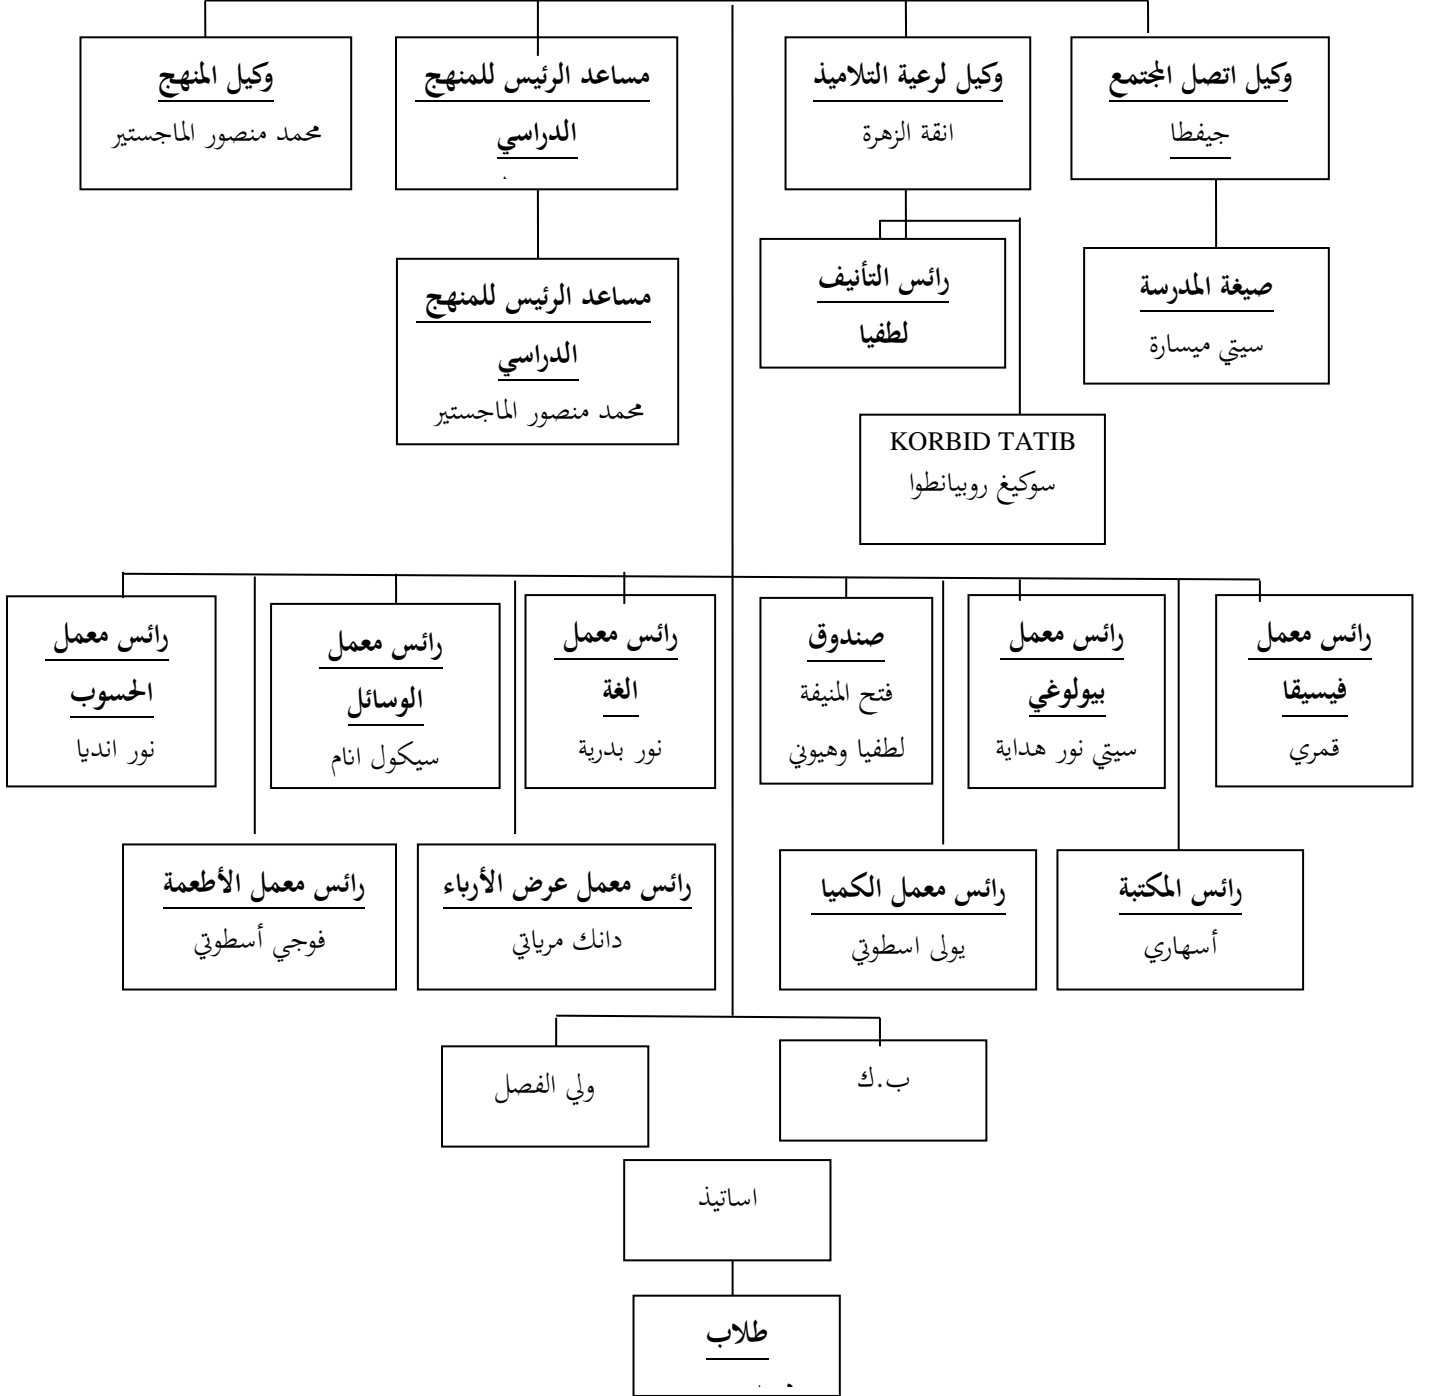 وكيل اتصل المجتمع
جيفطا
وكيل لرعية التلاميذ
انقة الزهرة
مساعد الرئيس للمنهج
الدراسي
وكيل المنهج
محمد منصور الماجستير
صيغة المدرسة
سيتي ميسارة
رائس التأنيف
لطفيا
مساعد الرئيس للمنهج
الدراسي
محمد منصور الماجستير
KORBID TATIB
سوكيغ روبيانطوا
رائس معمل
فيسيقا
قمري
رائس معمل
بيولوغي
سيتي نور هداية
صندوق
فتح المنيفة
لطفيا وهيوني
رائس معمل
الغة
نور بدرية
رائس معمل
الوسائل
سيكول انام
رائس معمل
الحسوب
نور انديا
رائس المكتبة
أسهاري
رائس معمل الكميا
يولى اسطوتي
رائس معمل عرض الأرباء
دانك مرياتي
رائس معمل الأطعمة
فوجي أسطوتي
ب.ك
ولي الفصل
اساتيذ
طلاب